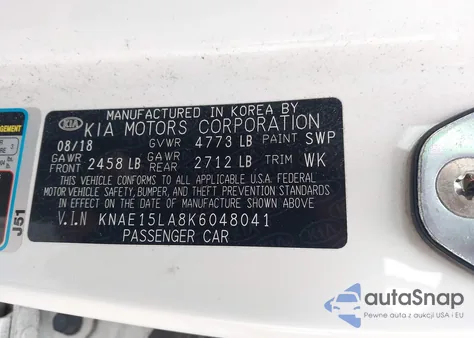 MANUFACTURED IN KOREA BY
KIA KIA MOTORS CORPORATION
08/18 GVWR 4773 LB PAINT SWP
GAWR FRONT 2458 LB GAWR REAR 2712 LB TRIM WK
THIS VEHICLE CONFORMS TO ALL APPLICABLE U.S.A. FEDERAL
MOTOR VEHICLE SAFETY, BUMPER, AND THEFT PREVENTION STANDARDS
IN EFFECT ON THE DATE OF MANUFACTURE SHOWN ABOVE.
V.I.N KNAE15LA8K6048041
PASSENGER CAR
J51
autoSnap
Pewne auta z aukcji USA i EU